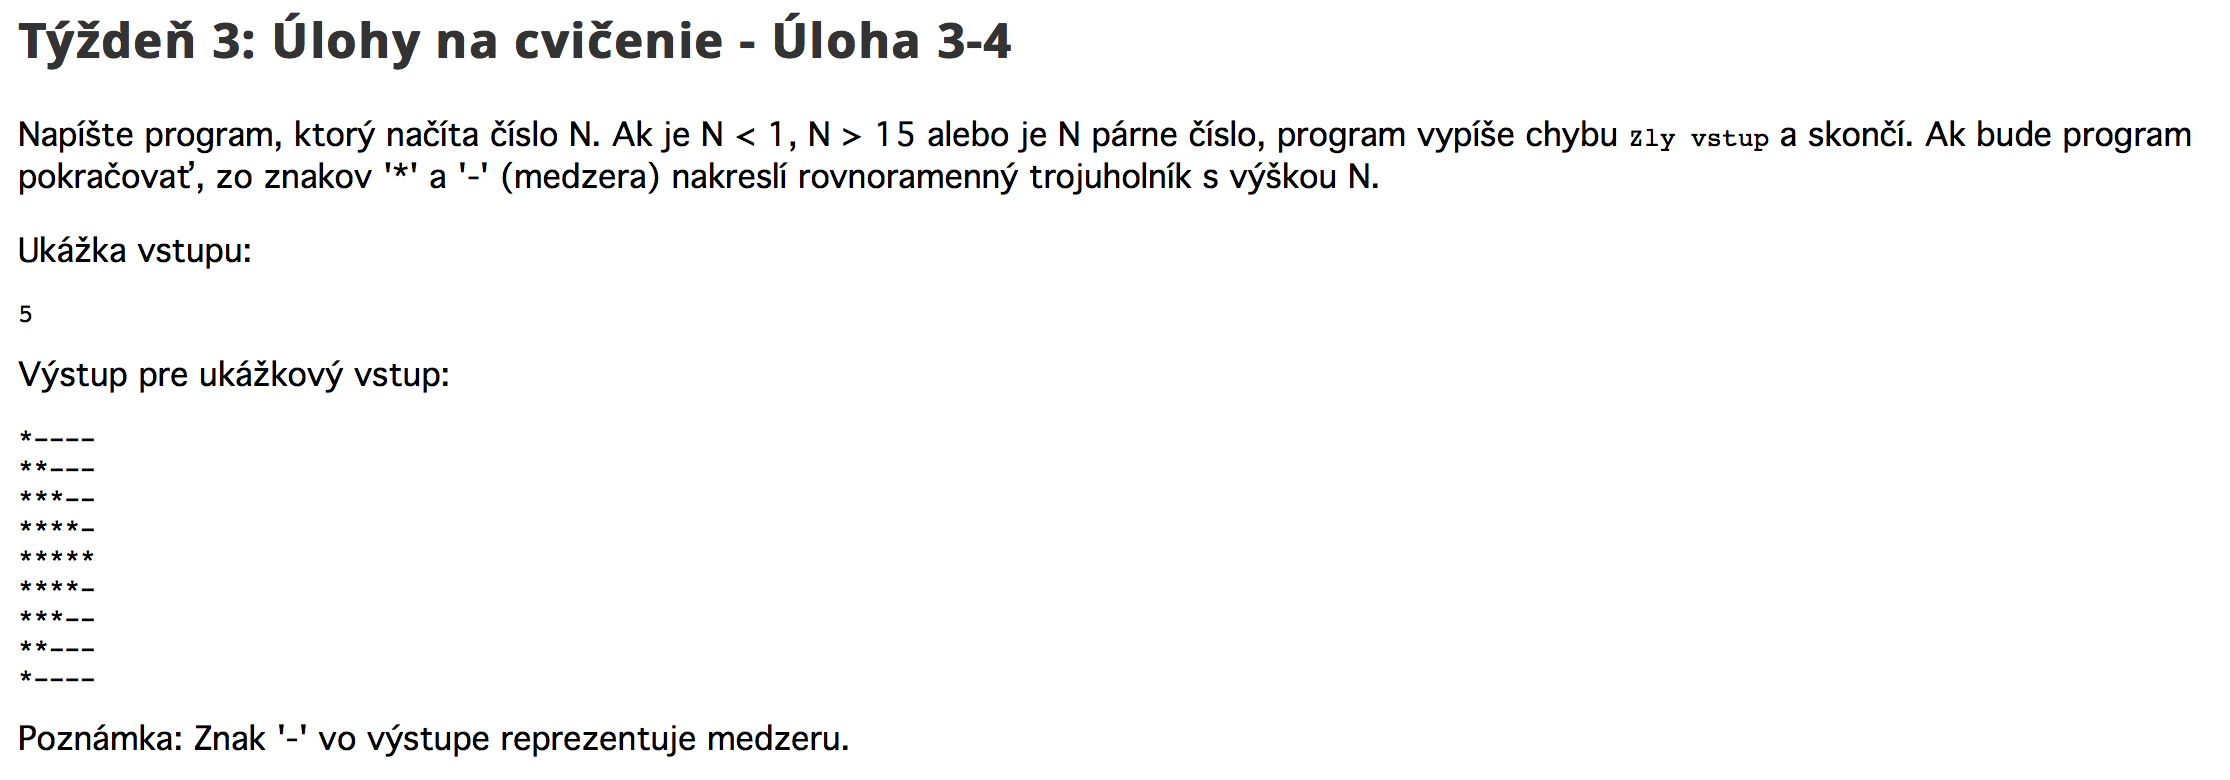 Týždeň 3: Úlohy na cvičenie - Úloha 3-4
Napíšte program, ktorý načíta číslo N. Ak je N < 1, N > 15 alebo je N párne číslo, program vypíše chybu Zly vstup a skončí. Ak bude program
pokračovať, zo znakov '*' a '-' (medzera) nakreslí rovnoramenný trojuholník s výškou N.
Ukážka vstupu:
5
Výstup pre ukážkový vstup:
*----
**---
***--
****-
*****
****-
***--
**---
*----
Poznámka: Znak '-' vo výstupe reprezentuje medzeru.